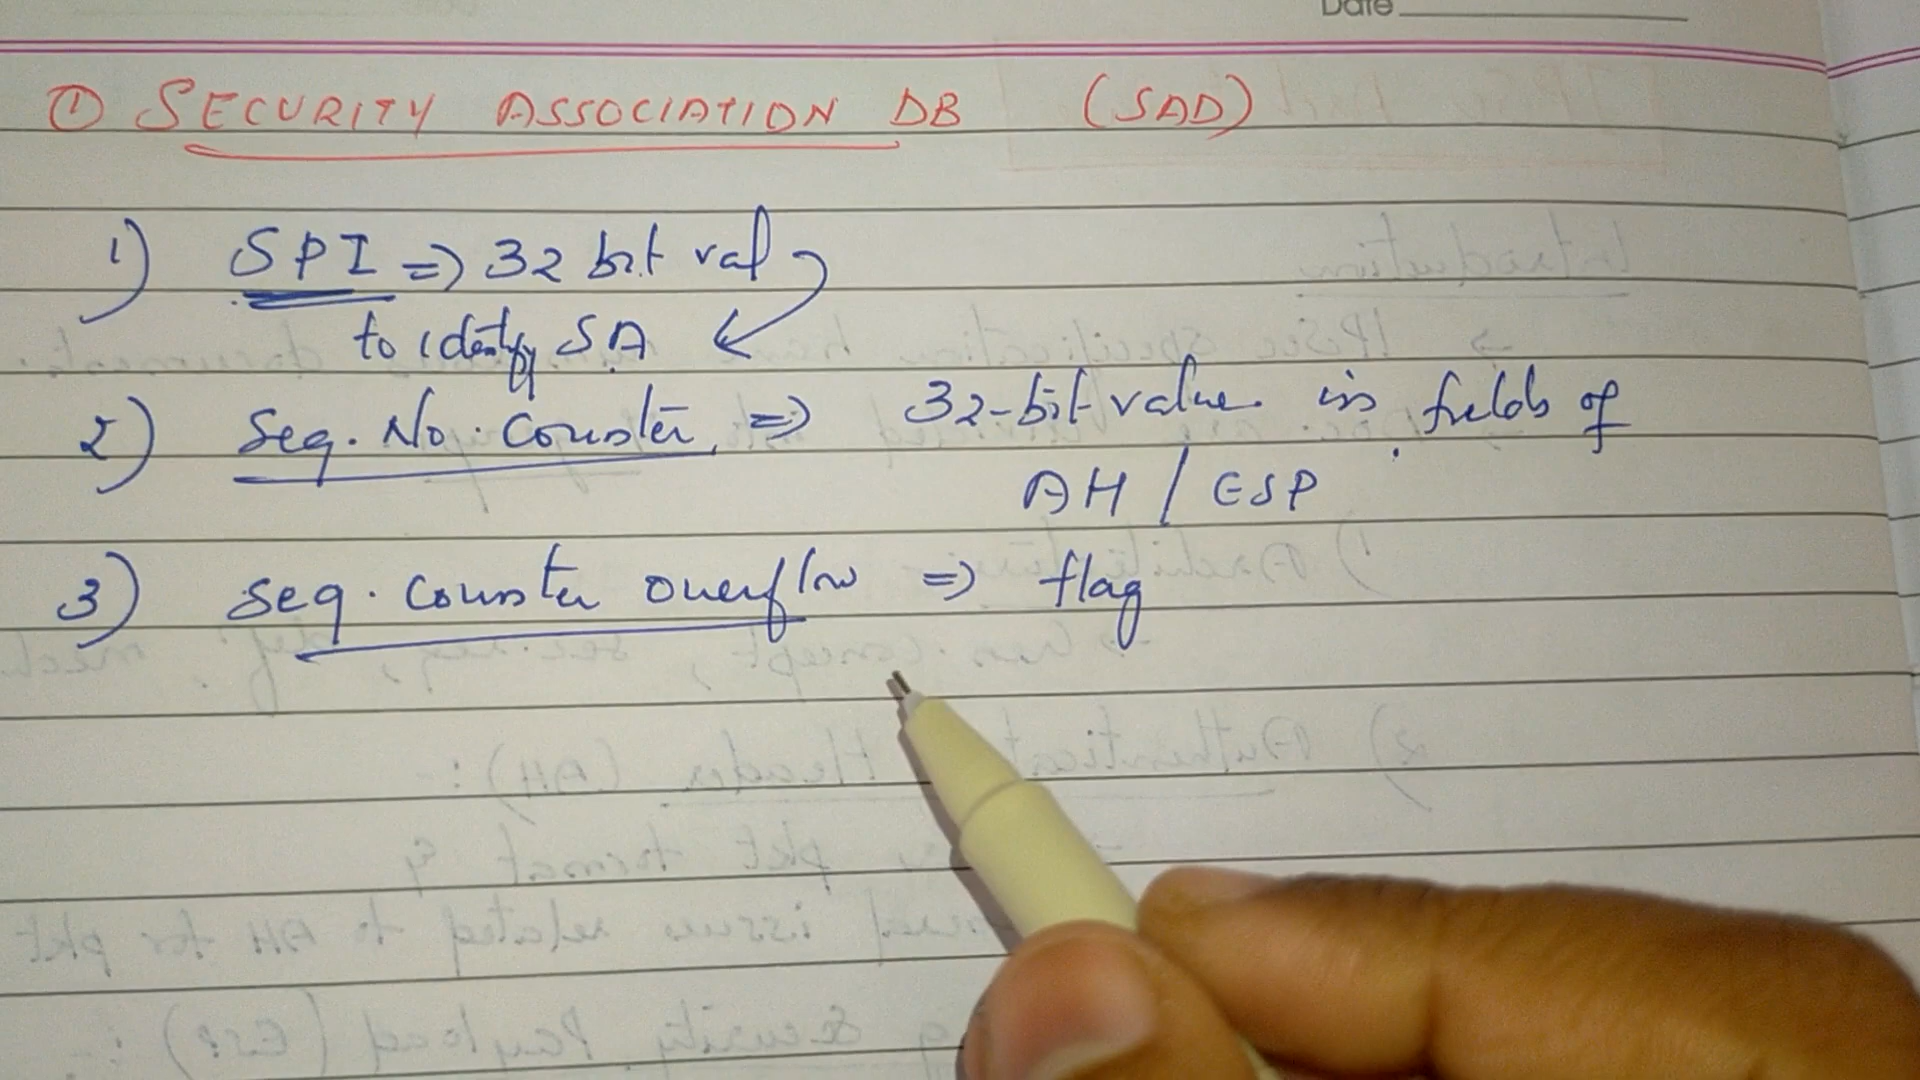 Date
① SECURITY ASSOCIATION DB (SAD)
1) SPI => 32 bit val
to identify SA
2) Seq. No. Counter => 32-bit value in fields of
AH / ESP
3) Seq. Counter overflow => flag